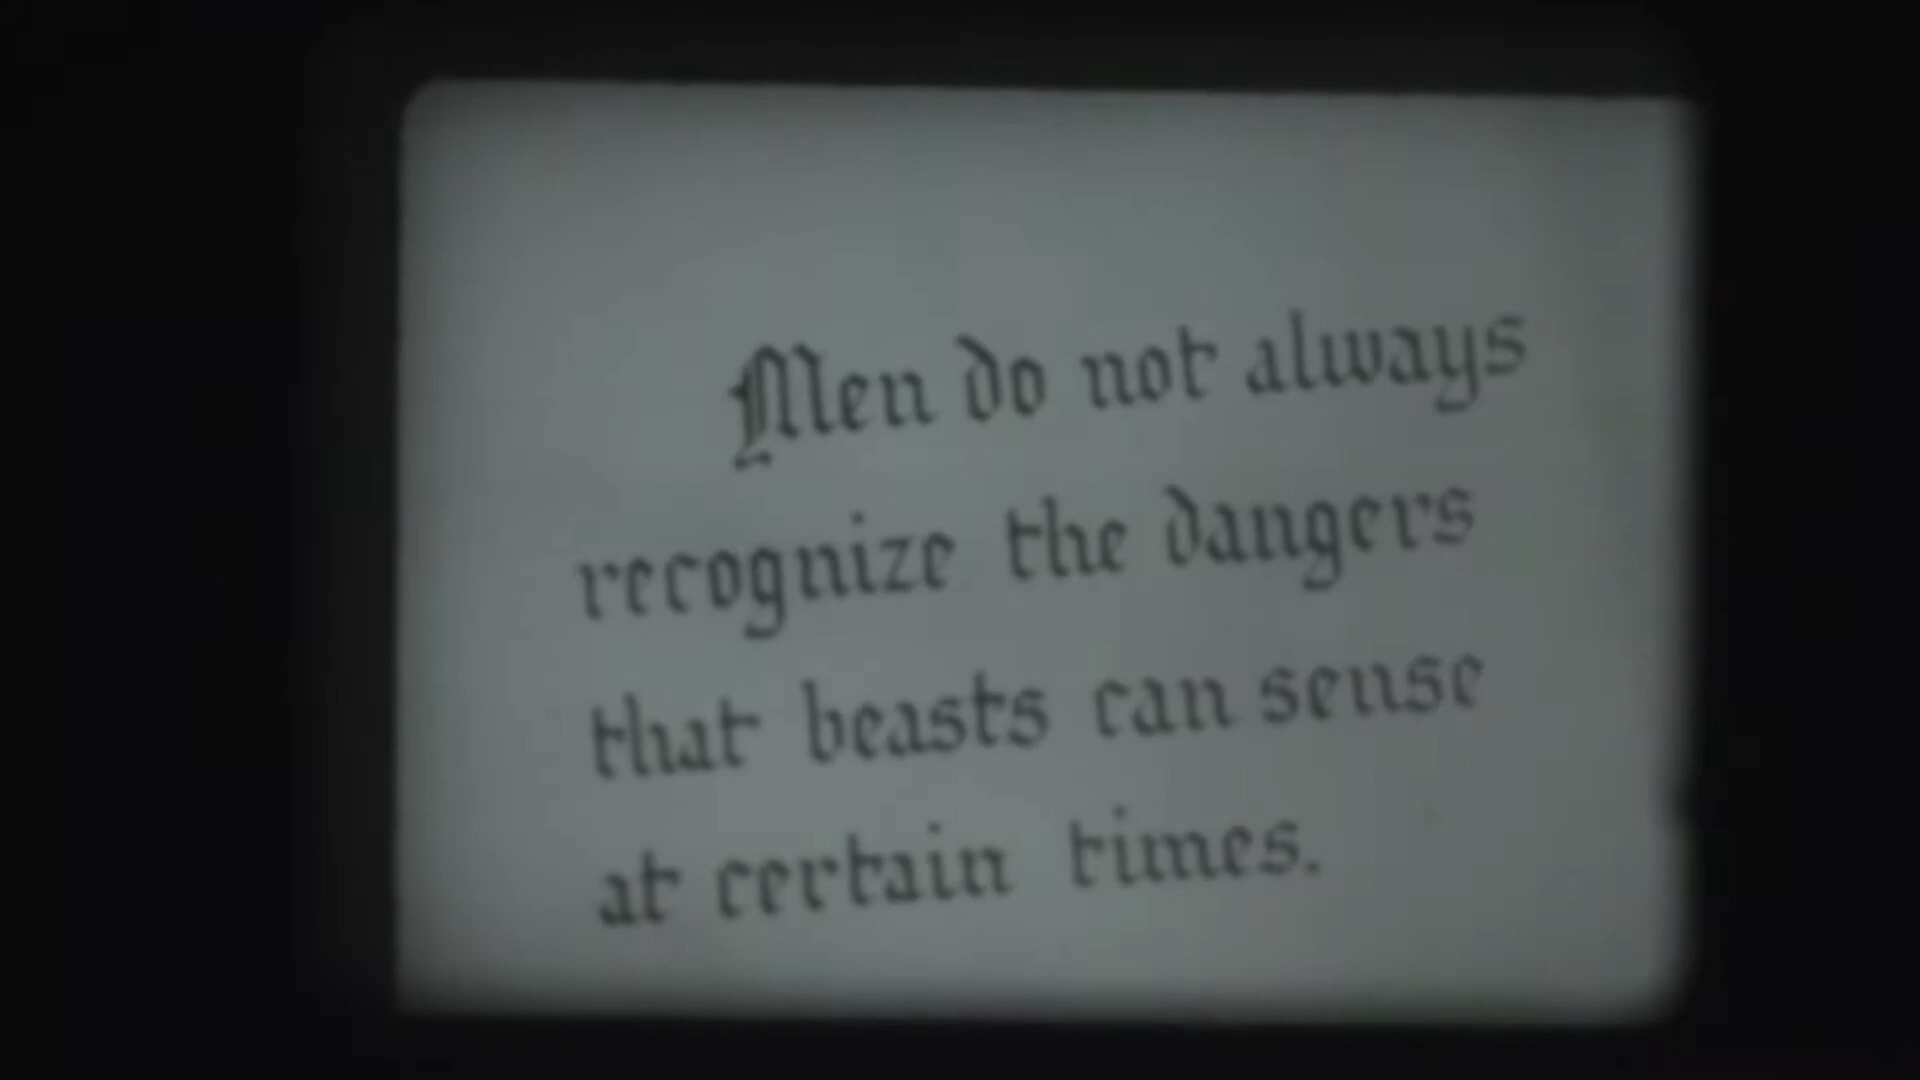 Men do not always
recognize the dangers
that beasts can sense
at certain times.